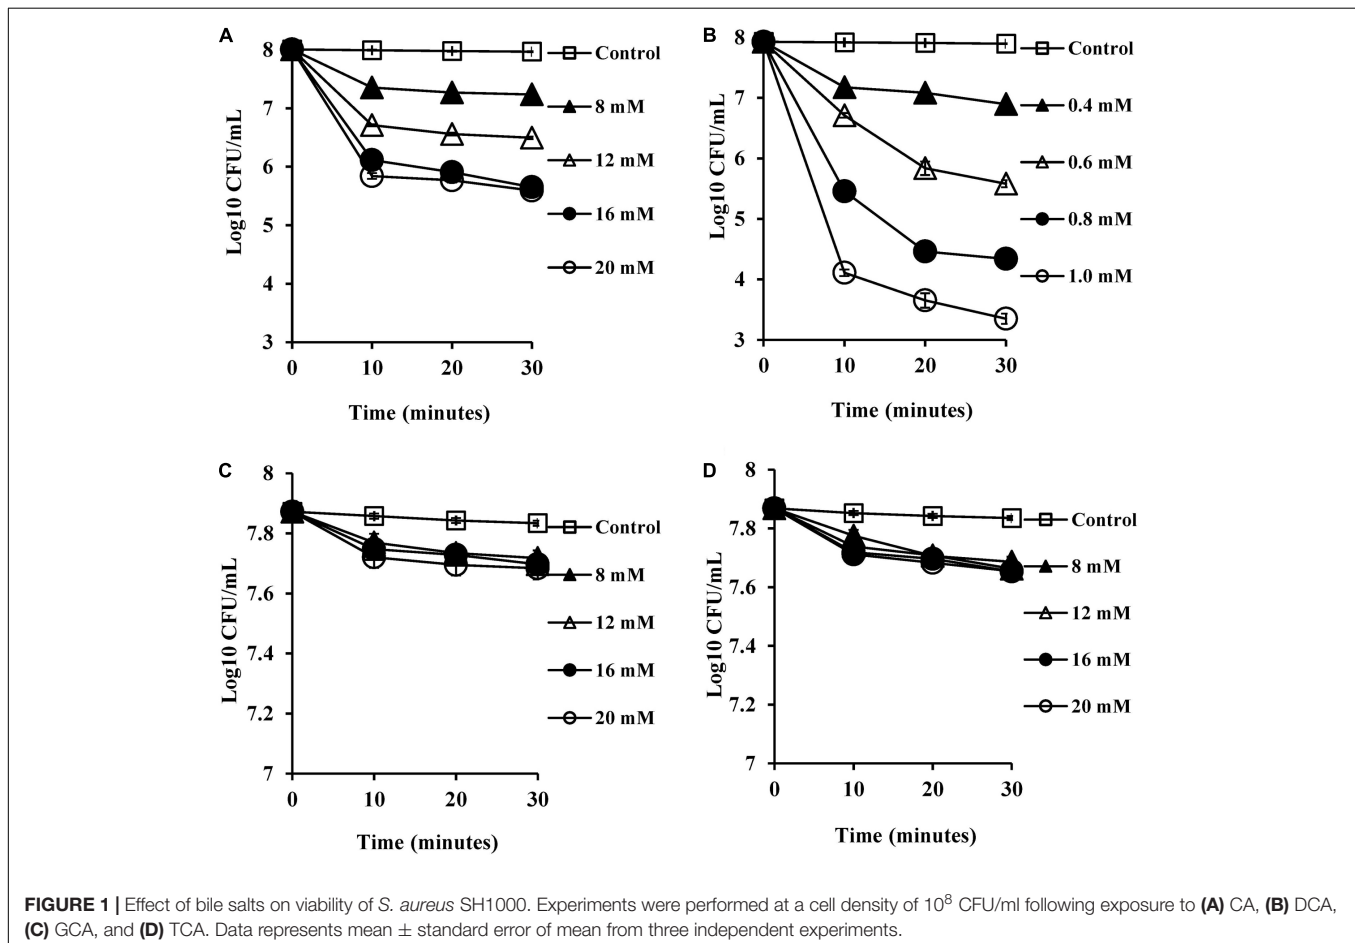 A
8
7
6
5
4
3
Log10 CFU/mL
0 10 20 30
Time (minutes)
Control
8 mM
12 mM
16 mM
20 mM
B
8
7
6
5
4
3
Log10 CFU/mL
0 10 20 30
Time (minutes)
Control
0.4 mM
0.6 mM
0.8 mM
1.0 mM
C
8
7.8
7.6
7.4
7.2
7
Log10 CFU/mL
0 10 20 30
Time (minutes)
Control
8 mM
12 mM
16 mM
20 mM
D
8
7.8
7.6
7.4
7.2
7
Log10 CFU/mL
0 10 20 30
Time (minutes)
Control
8 mM
12 mM
16 mM
20 mM
FIGURE 1 | Effect of bile salts on viability of S. aureus SH1000. Experiments were performed at a cell density of 10⁸ CFU/ml following exposure to (A) CA, (B) DCA,
(C) GCA, and (D) TCA. Data represents mean ± standard error of mean from three independent experiments.